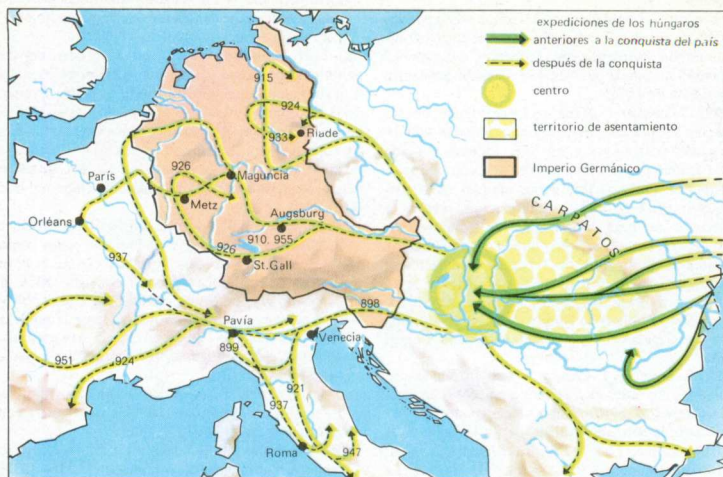 expediciones de los húngaros
anteriores a la conquista del país
después de la conquista
centro
territorio de asentamiento
Imperio Germánico
915
924
933
Riade
926
París
Maguncia
Metz
CARPATOS
Orléans
Augsburg
910, 955
937
926
St.Gall
898
Pavía
Venecia
899
951
924
921
937
Roma
947